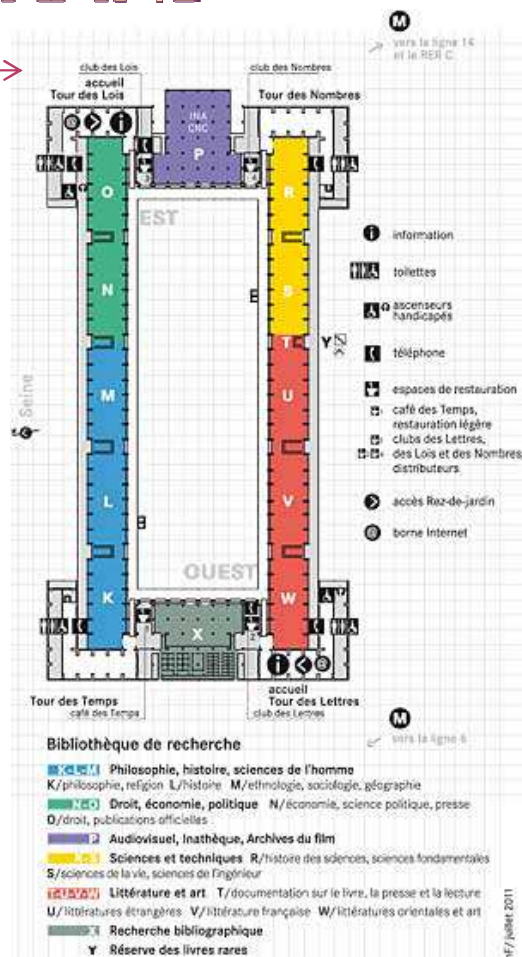 M
vers la ligne 14
et le RER C
club des Lois
club des Nombres
accueil
Tour des Lois
Tour des Nombres
INA
CNC
P
O
R
EST
i information
N
S
toilettes
ascenseurs
handicapés
T
Y
téléphone
M
U
Seine
espaces de restauration
café des Temps,
restauration légère
clubs des Lettres,
des Lois et des Nombres
distributeurs
L
V
accès Rez-de-jardin
@ borne Internet
OUEST
K
X
W
accueil
Tour des Temps
Tour des Lettres
café des Temps
club des Lettres
M
vers la ligne 6
Bibliothèque de recherche
K-L-M Philosophie, histoire, sciences de l'homme
K/philosophie, religion L/histoire M/ethnologie, sociologie, géographie
N-O Droit, économie, politique N/économie, science politique, presse
O/droit, publications officielles
P Audiovisuel, Inathèque, Archives du film
R-S Sciences et techniques R/histoire des sciences, sciences fondamentales
S/sciences de la vie, sciences de l'ingénieur
T-U-V-W Littérature et art T/documentation sur le livre, la presse et la lecture
U/littératures étrangères V/littérature française W/littératures orientales et art
X Recherche bibliographique
Y Réserve des livres rares
juillet 2011